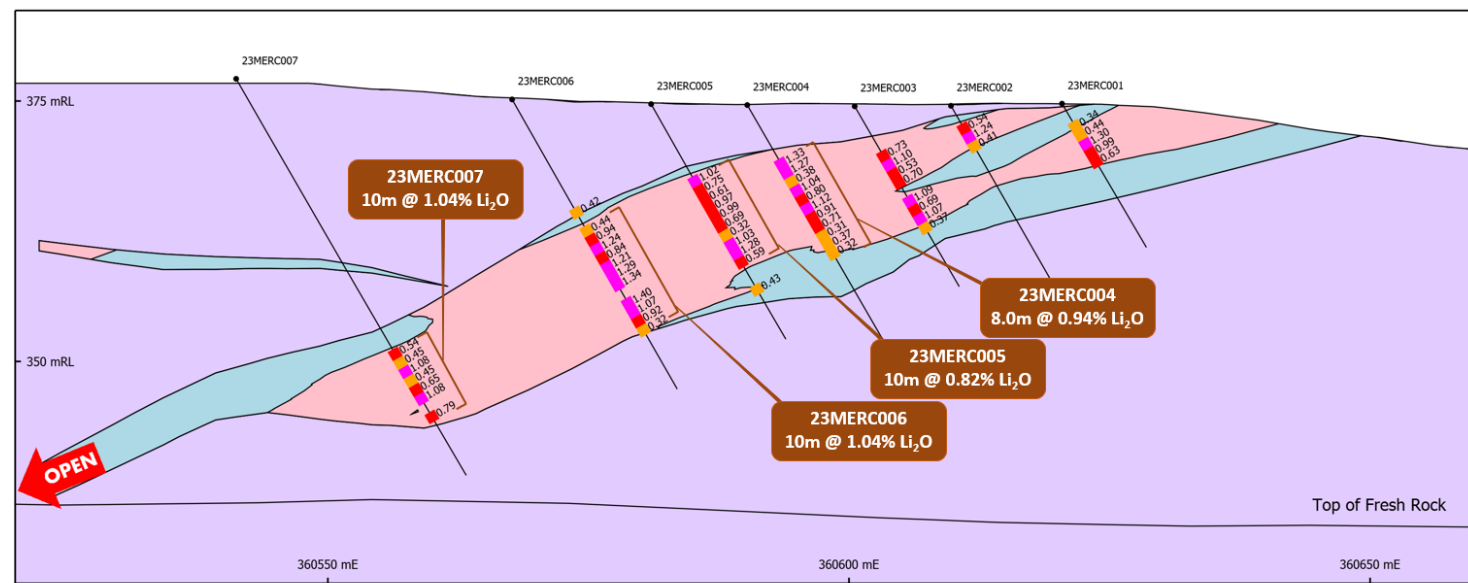 23MERC007
23MERC006
23MERC005
23MERC004
23MERC003
23MERC002
23MERC001
375 mRL
350 mRL
23MERC007
10m @ 1.04% Li₂O
23MERC004
8.0m @ 0.94% Li₂O
23MERC005
10m @ 0.82% Li₂O
23MERC006
10m @ 1.04% Li₂O
0.54
0.45
1.08
0.45
0.65
1.08
0.79
0.42
0.44
0.94
1.24
0.84
1.21
1.29
1.34
1.40
1.07
0.92
0.32
1.02
0.75
0.61
0.97
0.99
0.69
0.32
1.03
1.28
0.59
0.43
1.33
1.27
0.38
1.04
0.80
1.12
0.91
0.71
0.31
0.37
0.32
0.73
1.10
0.53
0.70
1.09
0.69
1.07
0.37
0.54
1.24
0.41
0.34
0.44
1.30
0.99
0.63
OPEN
Top of Fresh Rock
360550 mE
360600 mE
360650 mE